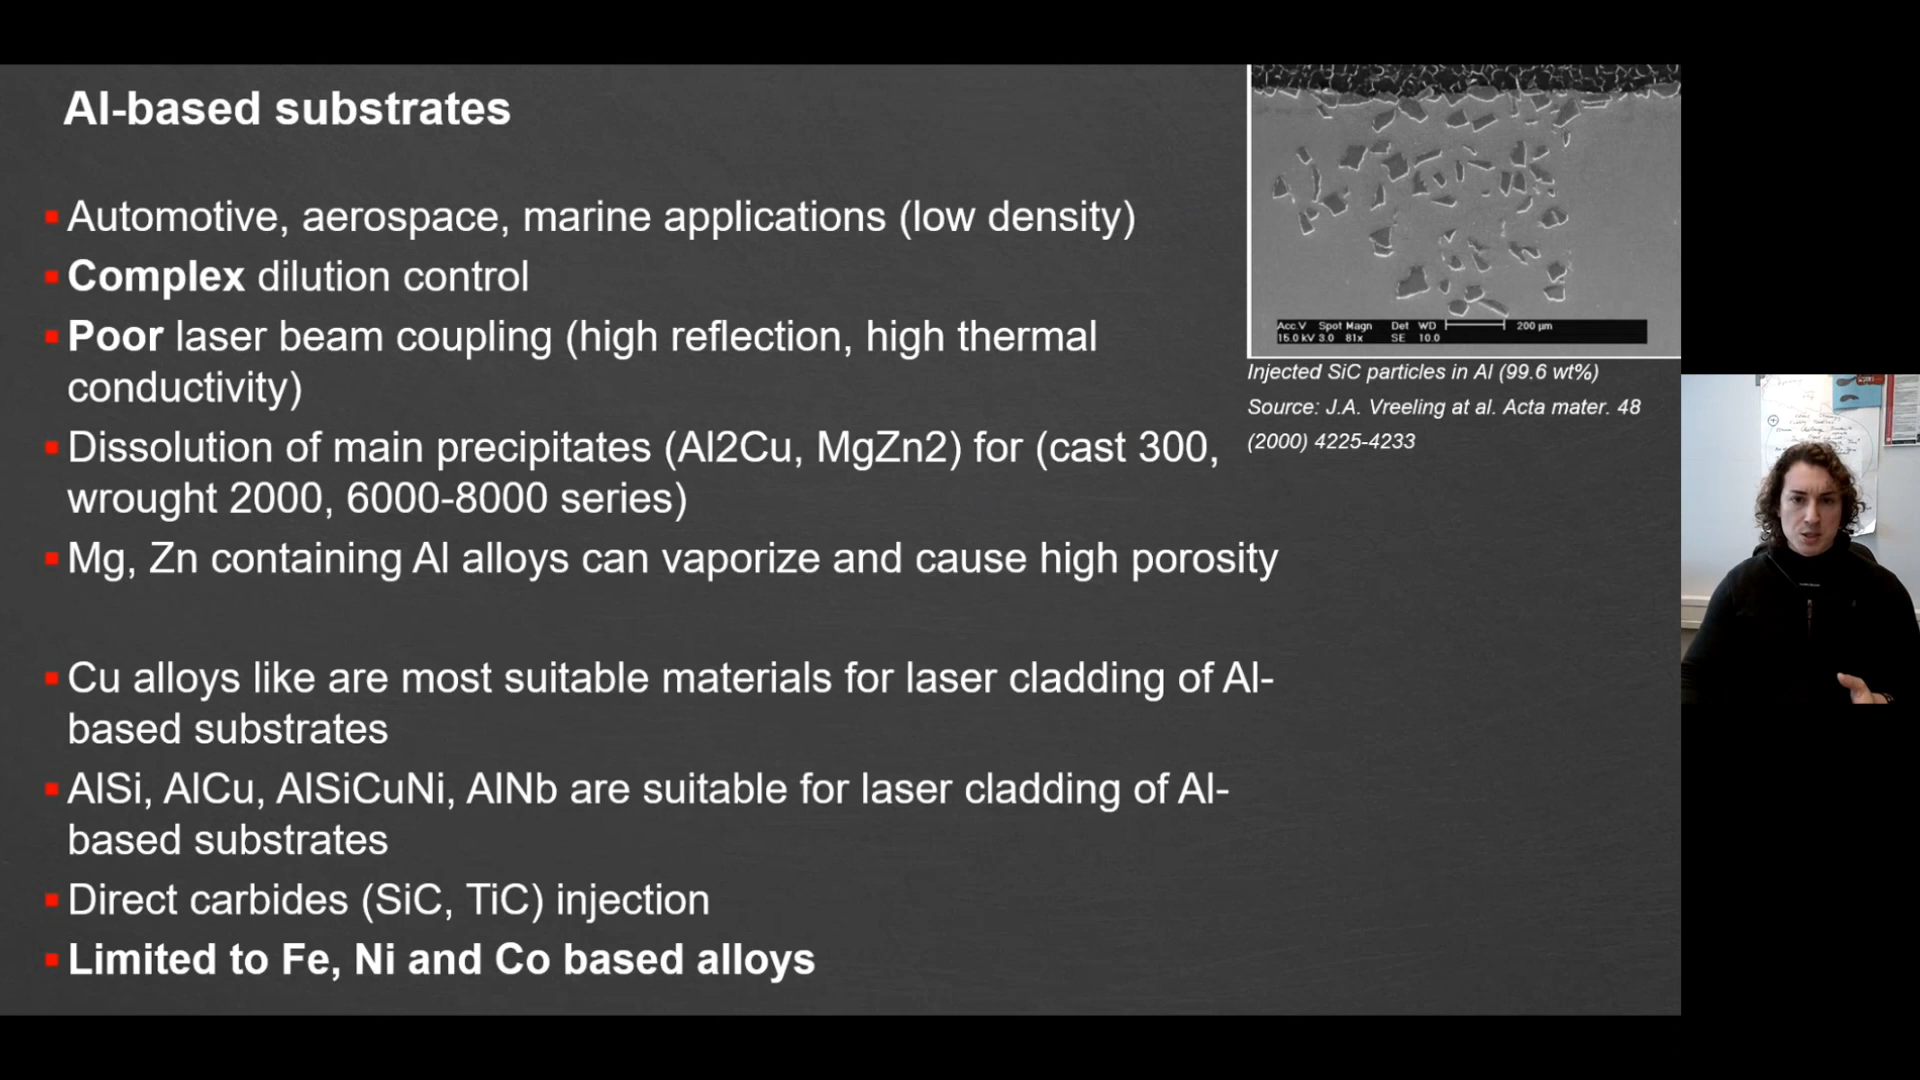 Al-based substrates
Automotive, aerospace, marine applications (low density)
Complex dilution control
Poor laser beam coupling (high reflection, high thermal
conductivity)
Dissolution of main precipitates (Al2Cu, MgZn2) for (cast 300,
wrought 2000, 6000-8000 series)
Mg, Zn containing Al alloys can vaporize and cause high porosity
Cu alloys like are most suitable materials for laser cladding of Al-
based substrates
AlSi, AlCu, AlSiCuNi, AlNb are suitable for laser cladding of Al-
based substrates
Direct carbides (SiC, TiC) injection
Limited to Fe, Ni and Co based alloys
Acc.V Spot Magn Det WD 200 µm
15.0 kV 3.0 81x SE 10.0
Injected SiC particles in Al (99.6 wt%)
Source: J.A. Vreeling at al. Acta mater. 48
(2000) 4225-4233